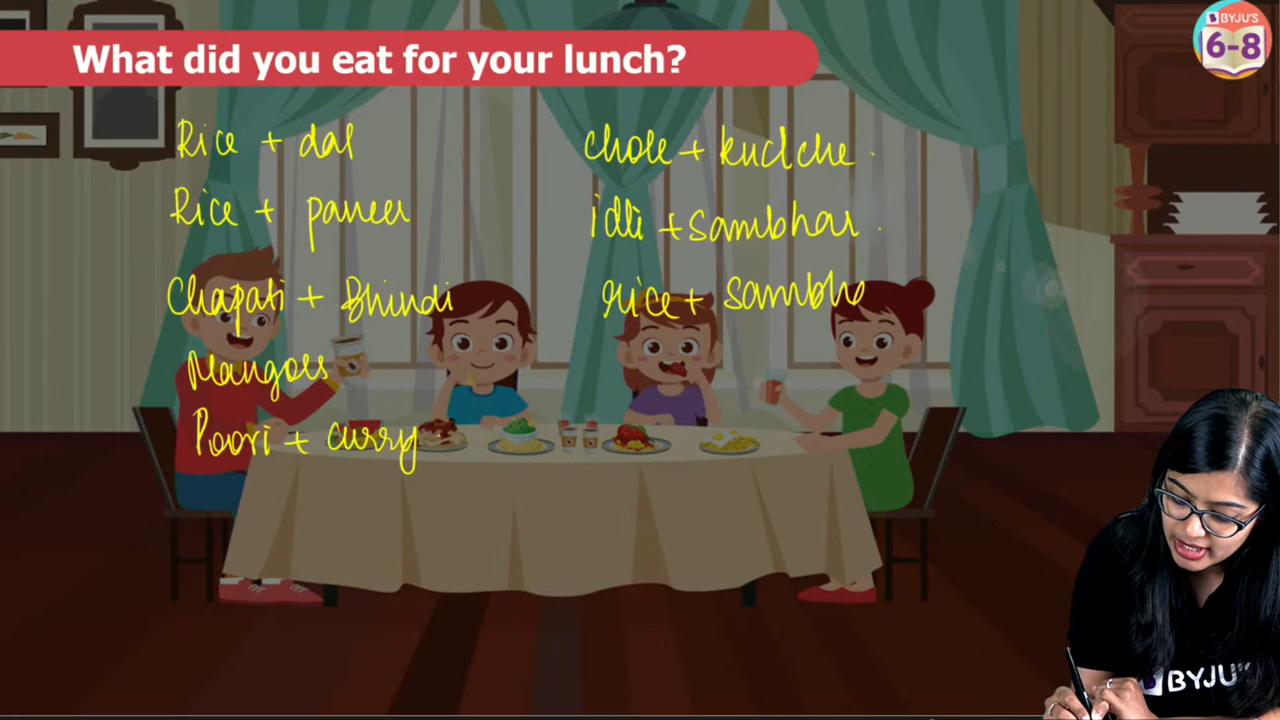 What did you eat for your lunch?
BYJU'S
6-8
Rice + dal
Rice + paneer
Chapati + Bhindi
Mangoes
Poori + curry
chole + kulche
idli + sambhar
rice + sambha
BYJU'S